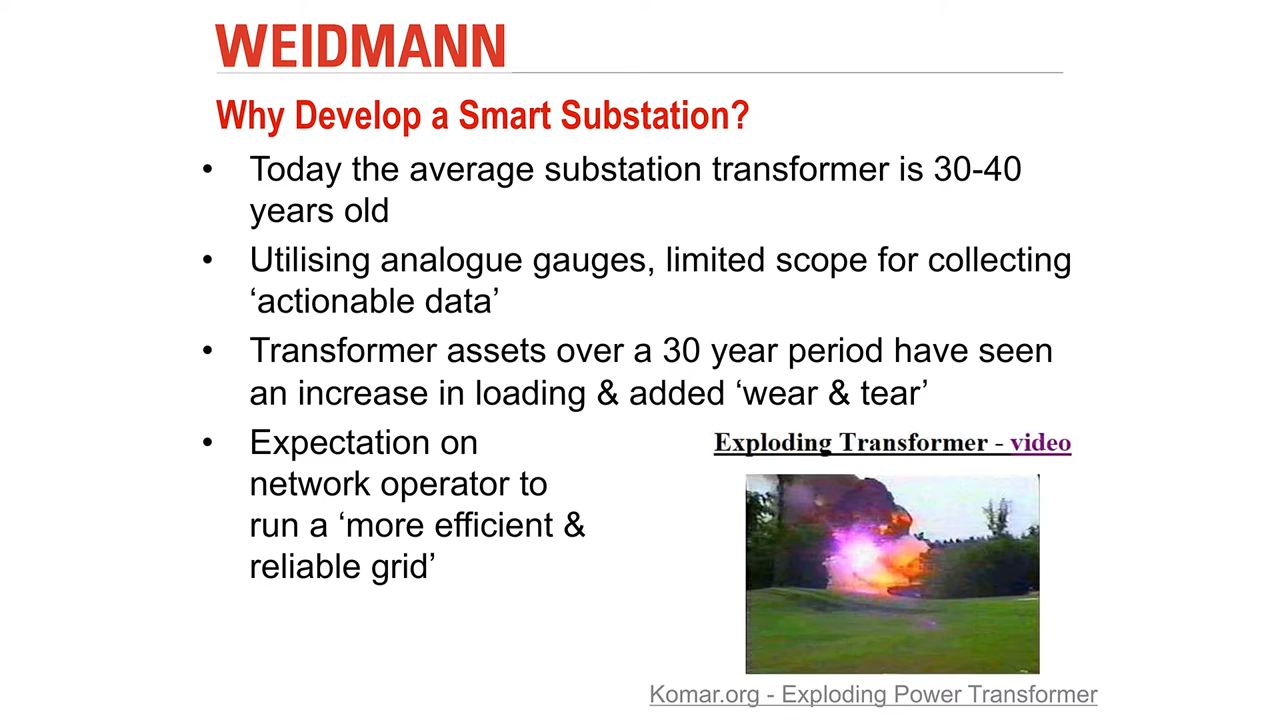 WEIDMANN
Why Develop a Smart Substation?
• Today the average substation transformer is 30-40
years old
• Utilising analogue gauges, limited scope for collecting
‘actionable data’
• Transformer assets over a 30 year period have seen
an increase in loading & added ‘wear & tear’
• Expectation on
network operator to
run a ‘more efficient &
reliable grid’
Exploding Transformer - video
Komar.org - Exploding Power Transformer